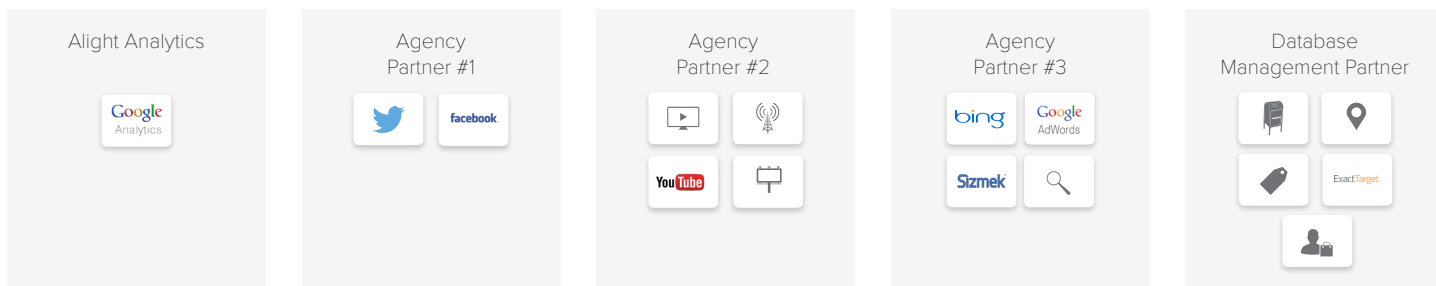 Alight Analytics
Google
Analytics
Agency
Partner #1
facebook
Agency
Partner #2
YouTube
Agency
Partner #3
bing
Google
AdWords
Sizmek
Database
Management Partner
ExactTarget.